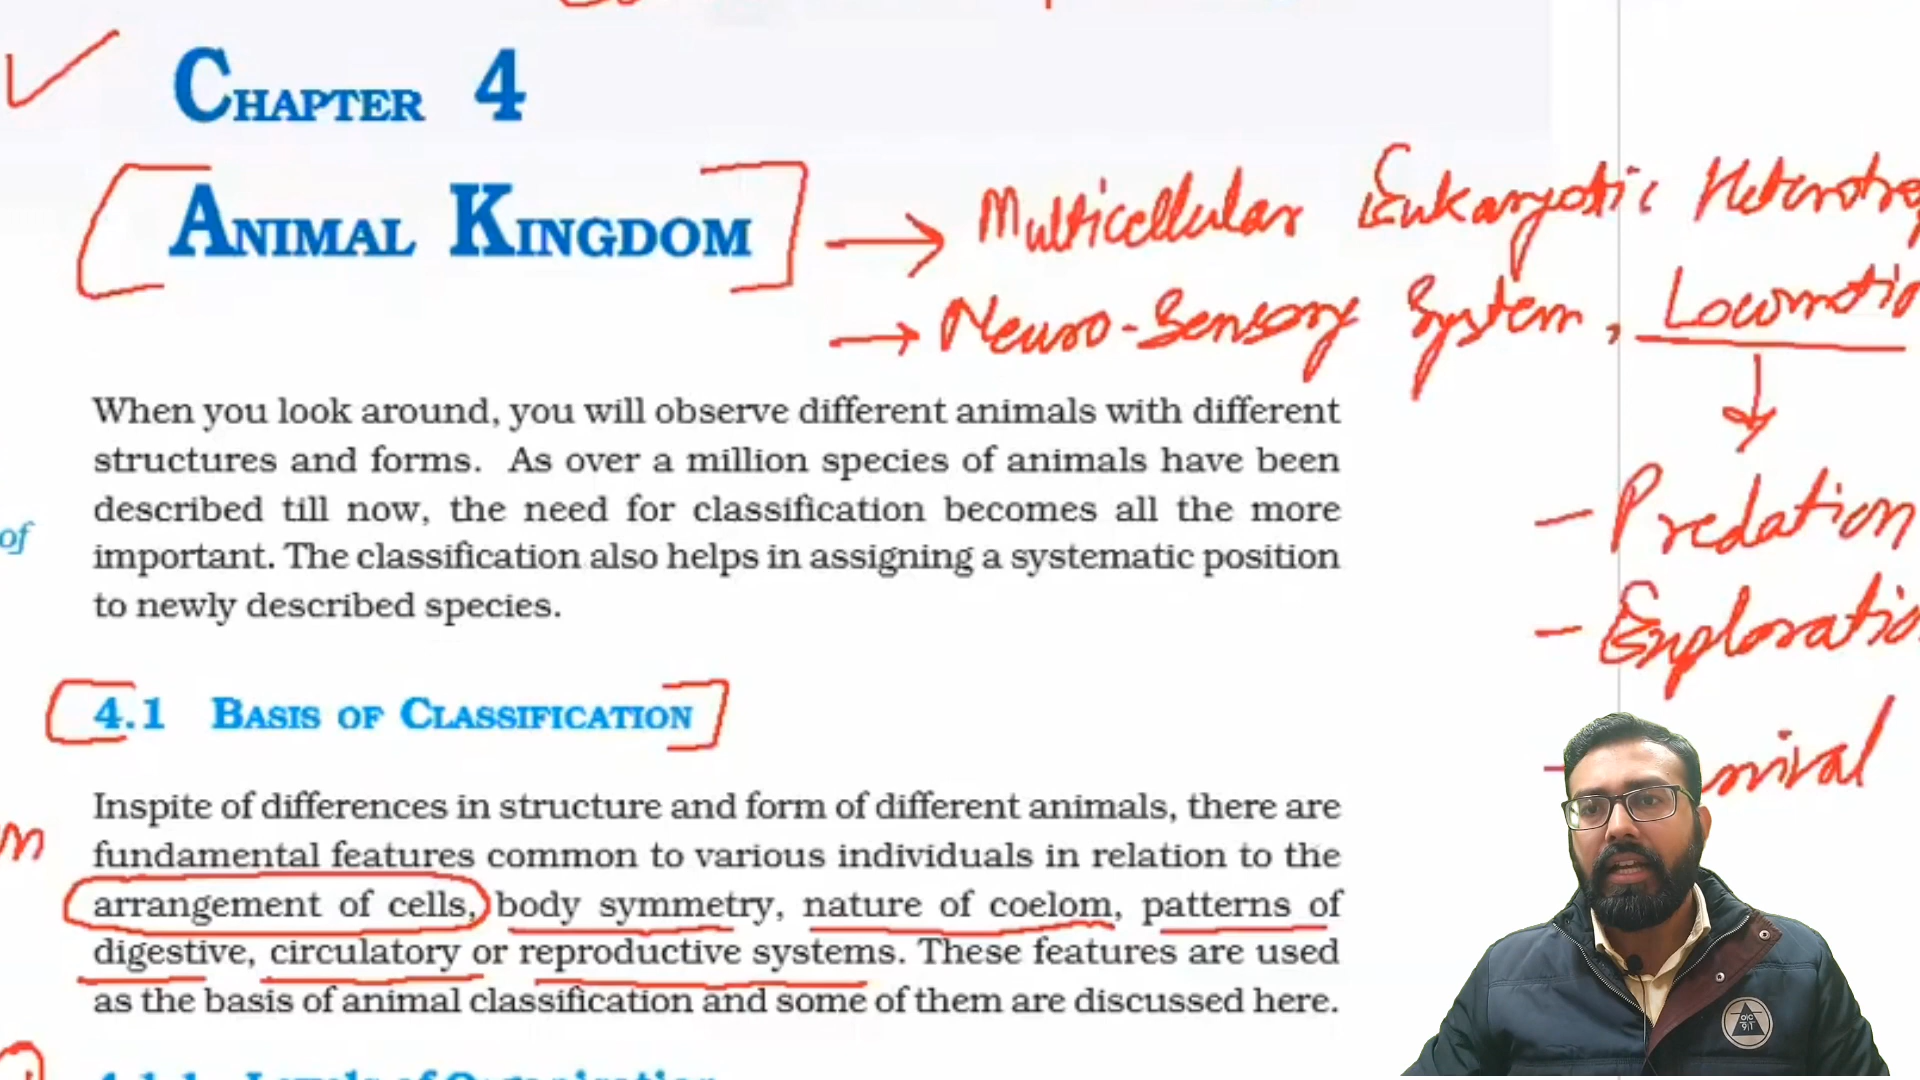 CHAPTER 4
ANIMAL KINGDOM
Multicellular Eukaryotic
Neuro-Sensory System,
When you look around, you will observe different animals with different
structures and forms. As over a million species of animals have been
described till now, the need for classification becomes all the more
important. The classification also helps in assigning a systematic position
to newly described species.
of
- Predation
4.1 BASIS OF CLASSIFICATION
Inspite of differences in structure and form of different animals, there are
fundamental features common to various individuals in relation to the
arrangement of cells, body symmetry, nature of coelom, patterns of
digestive, circulatory or reproductive systems. These features are used
as the basis of animal classification and some of them are discussed here.